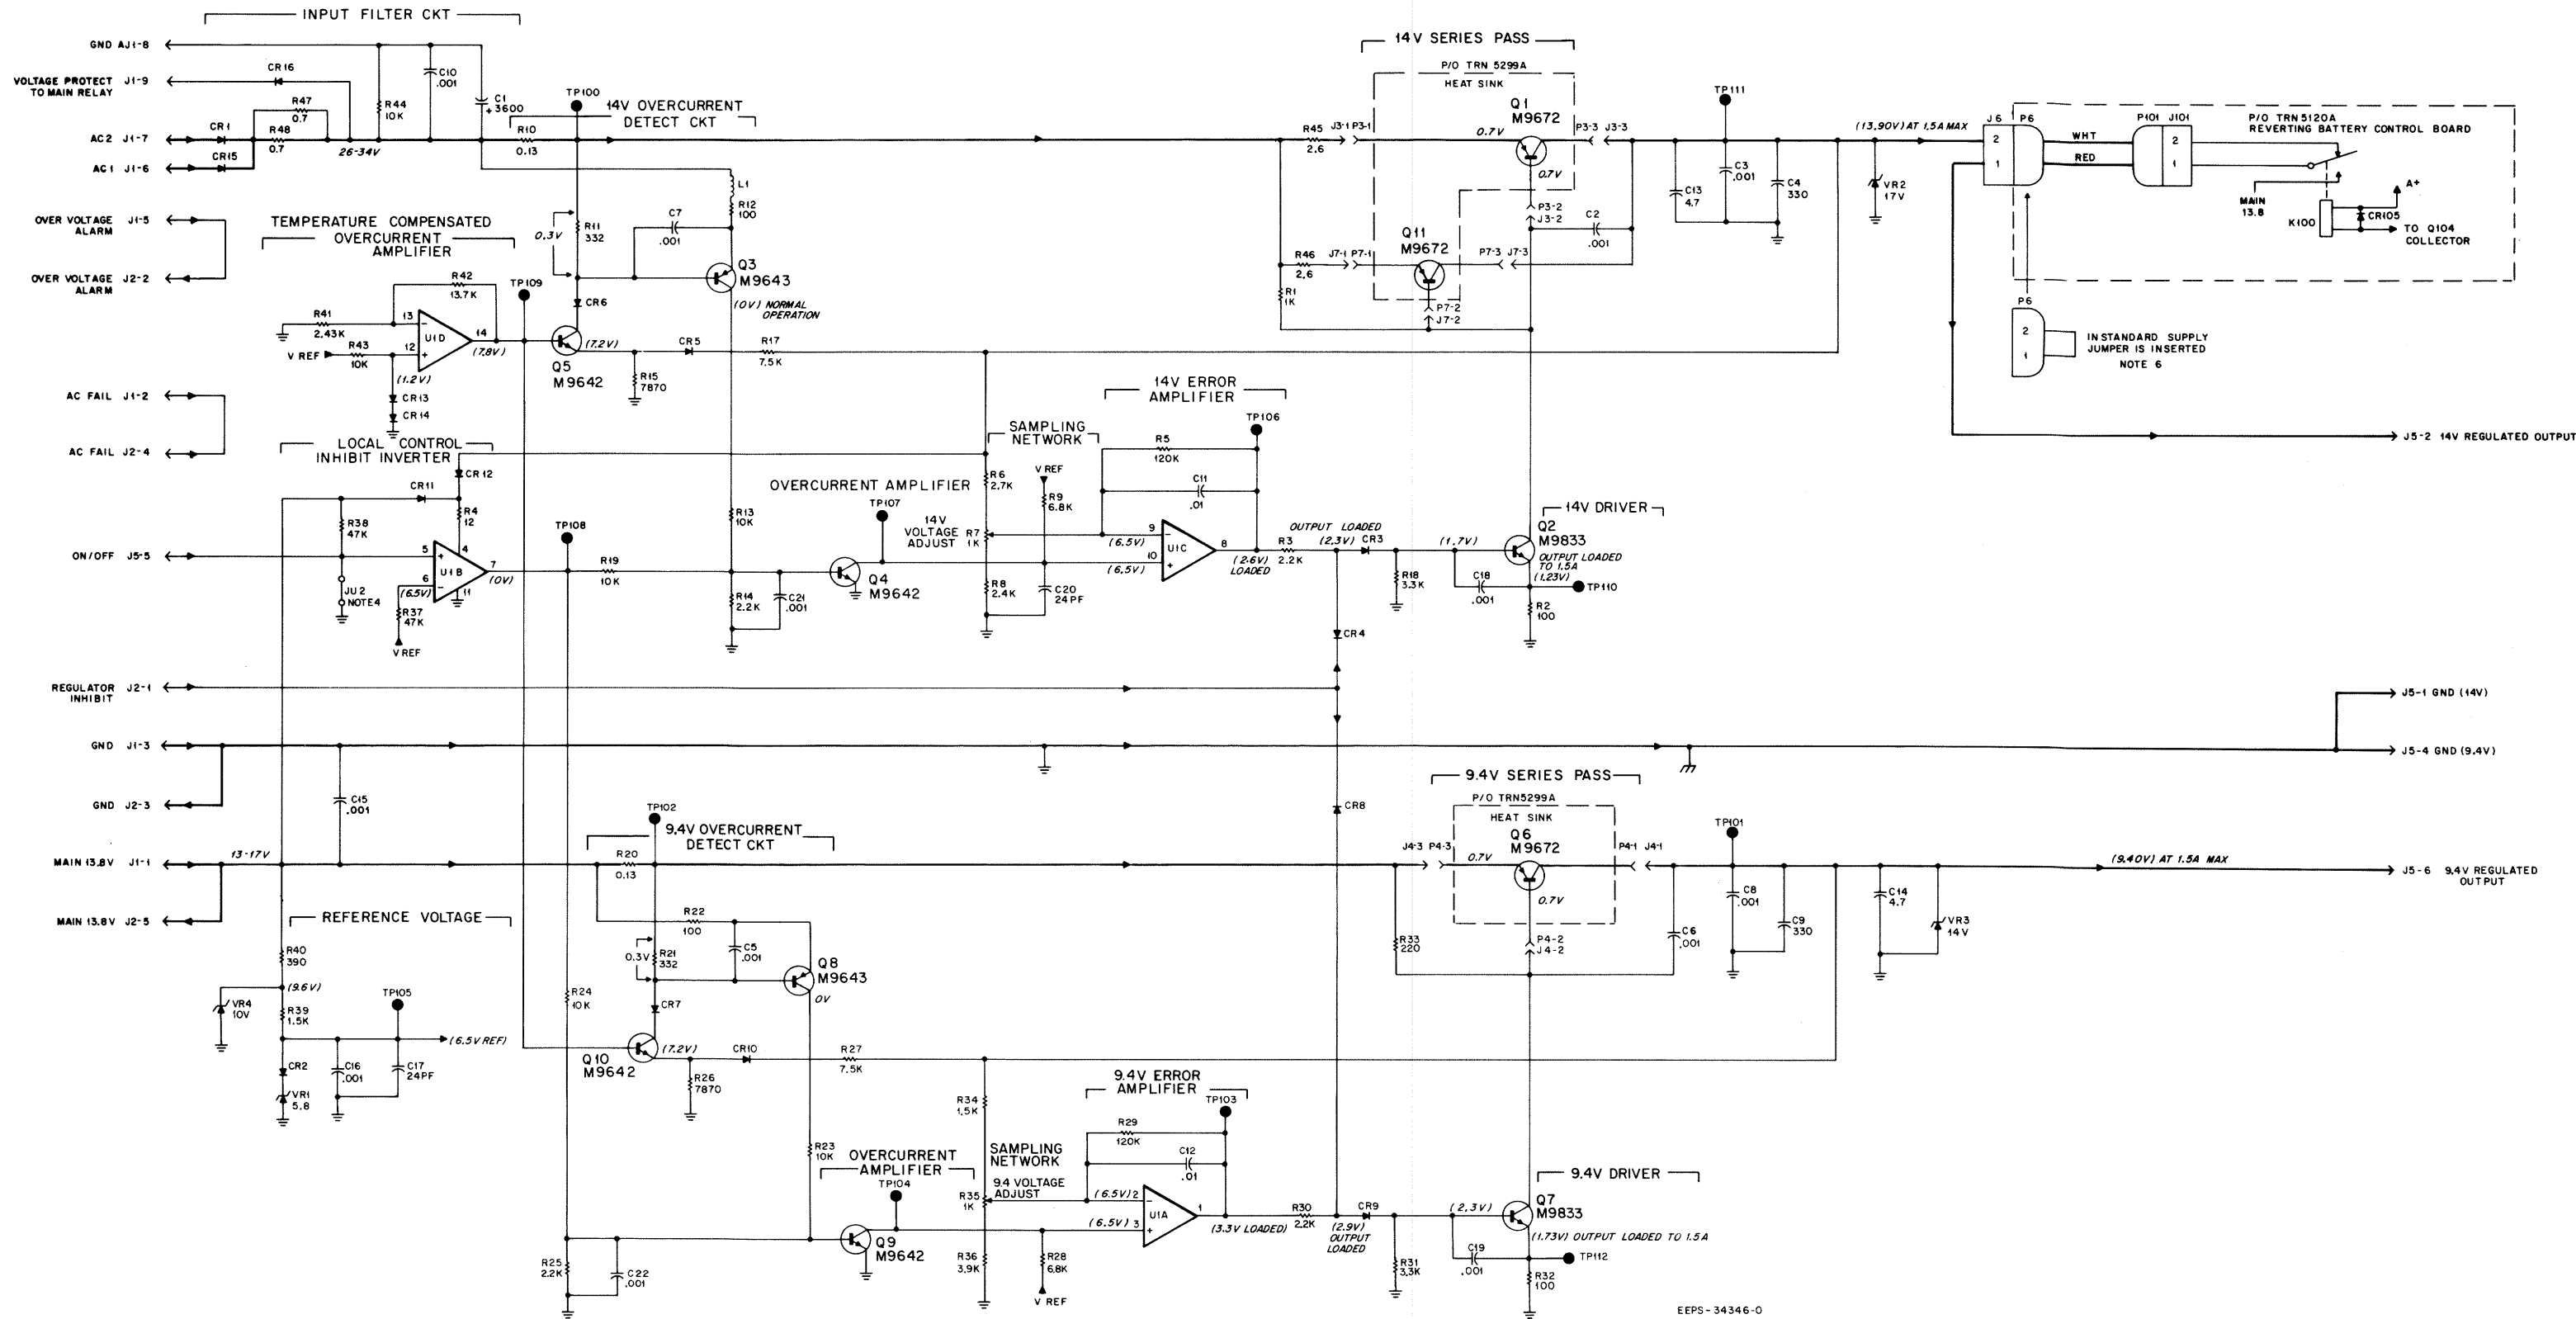 INPUT FILTER CKT
GND AJ1-8
VOLTAGE PROTECT J1-9
TO MAIN RELAY
CR16
R47
0.7
R48
0.7
AC2 J1-7
CR1
AC1 J1-6
CR15
26-34V
R44
10K
C10
.001
C1
+ 3600
R10
0.13
TP100
14V OVERCURRENT
DETECT CKT
L1
R12
100
C7
.001
R11
332
0.3V
Q3
M9643
(0V) NORMAL
OPERATION
CR6
OVER VOLTAGE J1-5
ALARM
OVER VOLTAGE J2-2
ALARM
TEMPERATURE COMPENSATED
OVERCURRENT
AMPLIFIER
R42
13.7K
R41
2.43K
V REF
R43
10K
13
12
U1D
14
(7.8V)
(1.2V)
CR13
CR14
TP109
Q5
M9642
(7.2V)
CR5
R17
7.5K
R15
7870
AC FAIL J1-2
AC FAIL J2-4
14V SERIES PASS
P/O TRN 5299A
HEAT SINK
Q1
M9672
0.7V
0.7V
R45
2.6
J3-1 P3-1
P3-3 J3-3
P3-2
J3-2
C2
.001
Q11
M9672
R46
2.6
J7-1 P7-1
P7-3 J7-3
P7-2
J7-2
R1
1K
TP111
C13
4.7
C3
.001
C4
330
(13.90V) AT 1.5A MAX
VR2
17V
J6
P6
2
1
WHT
RED
P101
J101
2
1
P/O TRN5120A
REVERTING BATTERY CONTROL BOARD
MAIN
13.8
K100
A+
CR105
TO Q104
COLLECTOR
P6
2
1
IN STANDARD SUPPLY
JUMPER IS INSERTED
NOTE 6
J5-2 14V REGULATED OUTPUT
LOCAL CONTROL
INHIBIT INVERTER
CR12
CR11
R38
47K
R4
12
ON/OFF J5-5
JU2
NOTE 4
5
6
4
U1B
7
(0V)
11
(6.5V)
R37
47K
V REF
TP108
R19
10K
R13
10K
R14
2.2K
C21
.001
OVERCURRENT AMPLIFIER
TP107
Q4
M9642
SAMPLING
NETWORK
R6
2.7K
14V
VOLTAGE
ADJUST
R7
1K
R8
2.4K
V REF
R9
6.8K
C20
24PF
14V ERROR
AMPLIFIER
TP106
R5
120K
C11
.01
9
(6.5V)
10
(6.5V)
U1C
8
(2.6V)
LOADED
R3
2.2K
OUTPUT LOADED
(2.3V)
CR3
R18
3.3K
(1.7V)
C18
.001
14V DRIVER
Q2
M9833
OUTPUT LOADED
TO 1.5A
(1.23V)
TP110
R2
100
CR4
REGULATOR J2-1
INHIBIT
GND J1-3
GND J2-3
C15
.001
J5-1 GND (14V)
J5-4 GND (9.4V)
CR8
MAIN 13.8V J1-1
MAIN 13.8V J2-5
13-17V
TP102
9.4V OVERCURRENT
DETECT CKT
R20
0.13
R22
100
R21
332
0.3V
C5
.001
Q8
M9643
0V
CR7
Q10
M9642
(7.2V)
CR10
R27
7.5K
R26
7870
R24
10K
REFERENCE VOLTAGE
R40
390
(9.6V)
VR4
10V
R39
1.5K
TP105
(6.5V REF)
CR2
VR1
5.8
C16
.001
C17
24PF
9.4V SERIES PASS
P/O TRN5299A
HEAT SINK
Q6
M9672
J4-3 P4-3
0.7V
P4-1 J4-1
0.7V
P4-2
J4-2
R33
220
C6
.001
TP101
C8
.001
C9
330
C14
4.7
VR3
14V
(9.40V) AT 1.5A MAX
J5-6 9.4V REGULATED
OUTPUT
R23
10K
R25
2.2K
C22
.001
OVERCURRENT
AMPLIFIER
TP104
Q9
M9642
R34
1.5K
SAMPLING
NETWORK
9.4 VOLTAGE
ADJUST
R35
1K
R36
3.9K
R28
6.8K
V REF
9.4V ERROR
AMPLIFIER
TP103
R29
120K
C12
.01
(6.5V) 2
(6.5V) 3
U1A
1
(3.3V LOADED)
R30
2.2K
(2.9V)
OUTPUT
LOADED
CR9
R31
3.3K
(2.3V)
C19
.001
9.4V DRIVER
Q7
M9833
(1.73V) OUTPUT LOADED TO 1.5A
TP112
R32
100
EEPS-34346-O